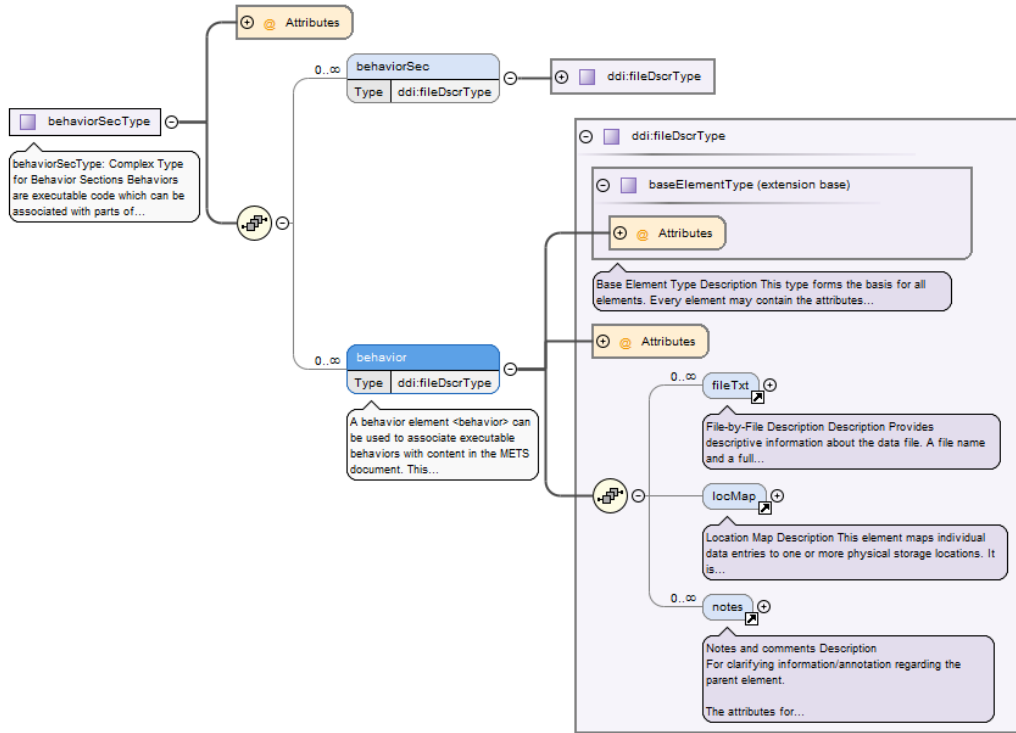 @ Attributes
0..∞
behaviorSec
Type ddi:fileDscrType
ddi:fileDscrType
behaviorSecType
behaviorSecType: Complex Type
for Behavior Sections Behaviors
are executable code which can be
associated with parts of...
ddi:fileDscrType
baseElementType (extension base)
@ Attributes
Base Element Type Description This type forms the basis for all
elements. Every element may contain the attributes...
0..∞
behavior
Type ddi:fileDscrType
A behavior element <behavior> can
be used to associate executable
behaviors with content in the METS
document. This...
@ Attributes
0..∞
fileTxt
File-by-File Description Description Provides
descriptive information about the data file. A file name
and a full...
locMap
Location Map Description This element maps individual
data entries to one or more physical storage locations. It
is...
0..∞
notes
Notes and comments Description
For clarifying information/annotation regarding the
parent element.
The attributes for...